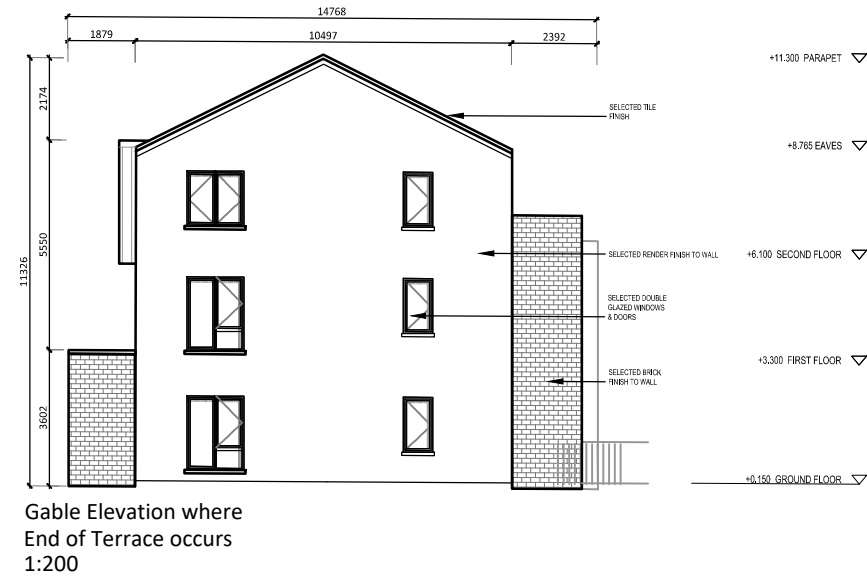 14768
1879
10497
2392
+11.300 PARAPET
2174
SELECTED TILE
FINISH
+8.765 EAVES
11326
5550
SELECTED RENDER FINISH TO WALL
+6.100 SECOND FLOOR
SELECTED DOUBLE
GLAZED WINDOWS
& DOORS
+3.300 FIRST FLOOR
SELECTED BRICK
FINISH TO WALL
3602
+0.150 GROUND FLOOR
Gable Elevation where
End of Terrace occurs
1:200